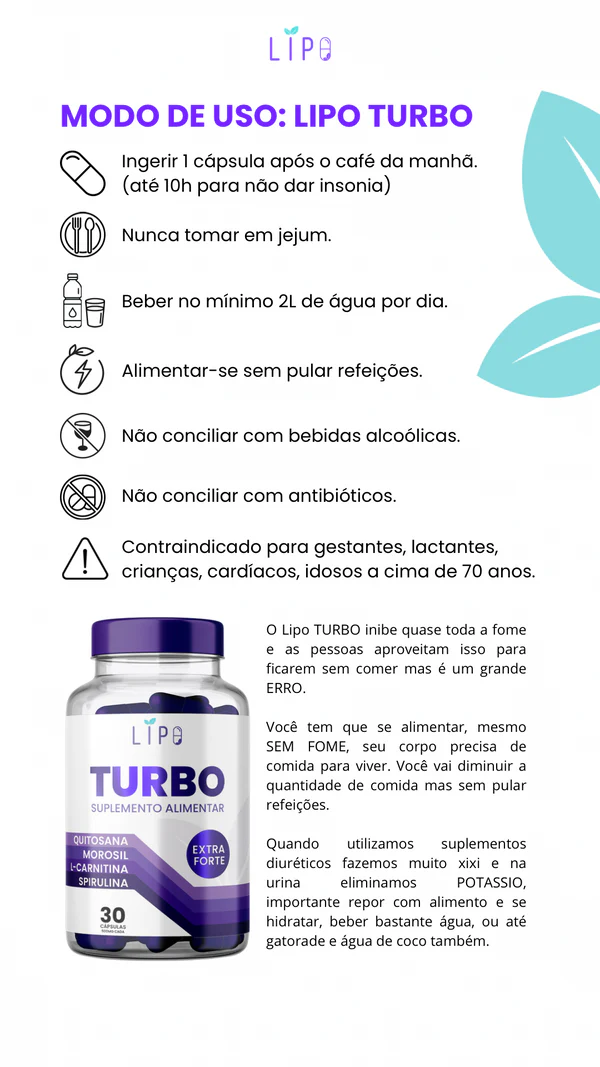 LIPO
MODO DE USO: LIPO TURBO
Ingerir 1 cápsula após o café da manhã.
(até 10h para não dar insonia)
Nunca tomar em jejum.
Beber no mínimo 2L de água por dia.
Alimentar-se sem pular refeições.
Não conciliar com bebidas alcoólicas.
Não conciliar com antibióticos.
Contraindicado para gestantes, lactantes,
crianças, cardíacos, idosos a cima de 70 anos.
LIPO
TURBO
SUPLEMENTO ALIMENTAR
QUITOSANA
MOROSIL
L-CARNITINA
SPIRULINA
EXTRA
FORTE
30
CÁPSULAS
500MG CADA
O Lipo TURBO inibe quase toda a fome
e as pessoas aproveitam isso para
ficarem sem comer mas é um grande
ERRO.
Você tem que se alimentar, mesmo
SEM FOME, seu corpo precisa de
comida para viver. Você vai diminuir a
quantidade de comida mas sem pular
refeições.
Quando utilizamos suplementos
diuréticos fazemos muito xixi e na
urina eliminamos POTASSIO,
importante repor com alimento e se
hidratar, beber bastante água, ou até
gatorade e água de coco também.